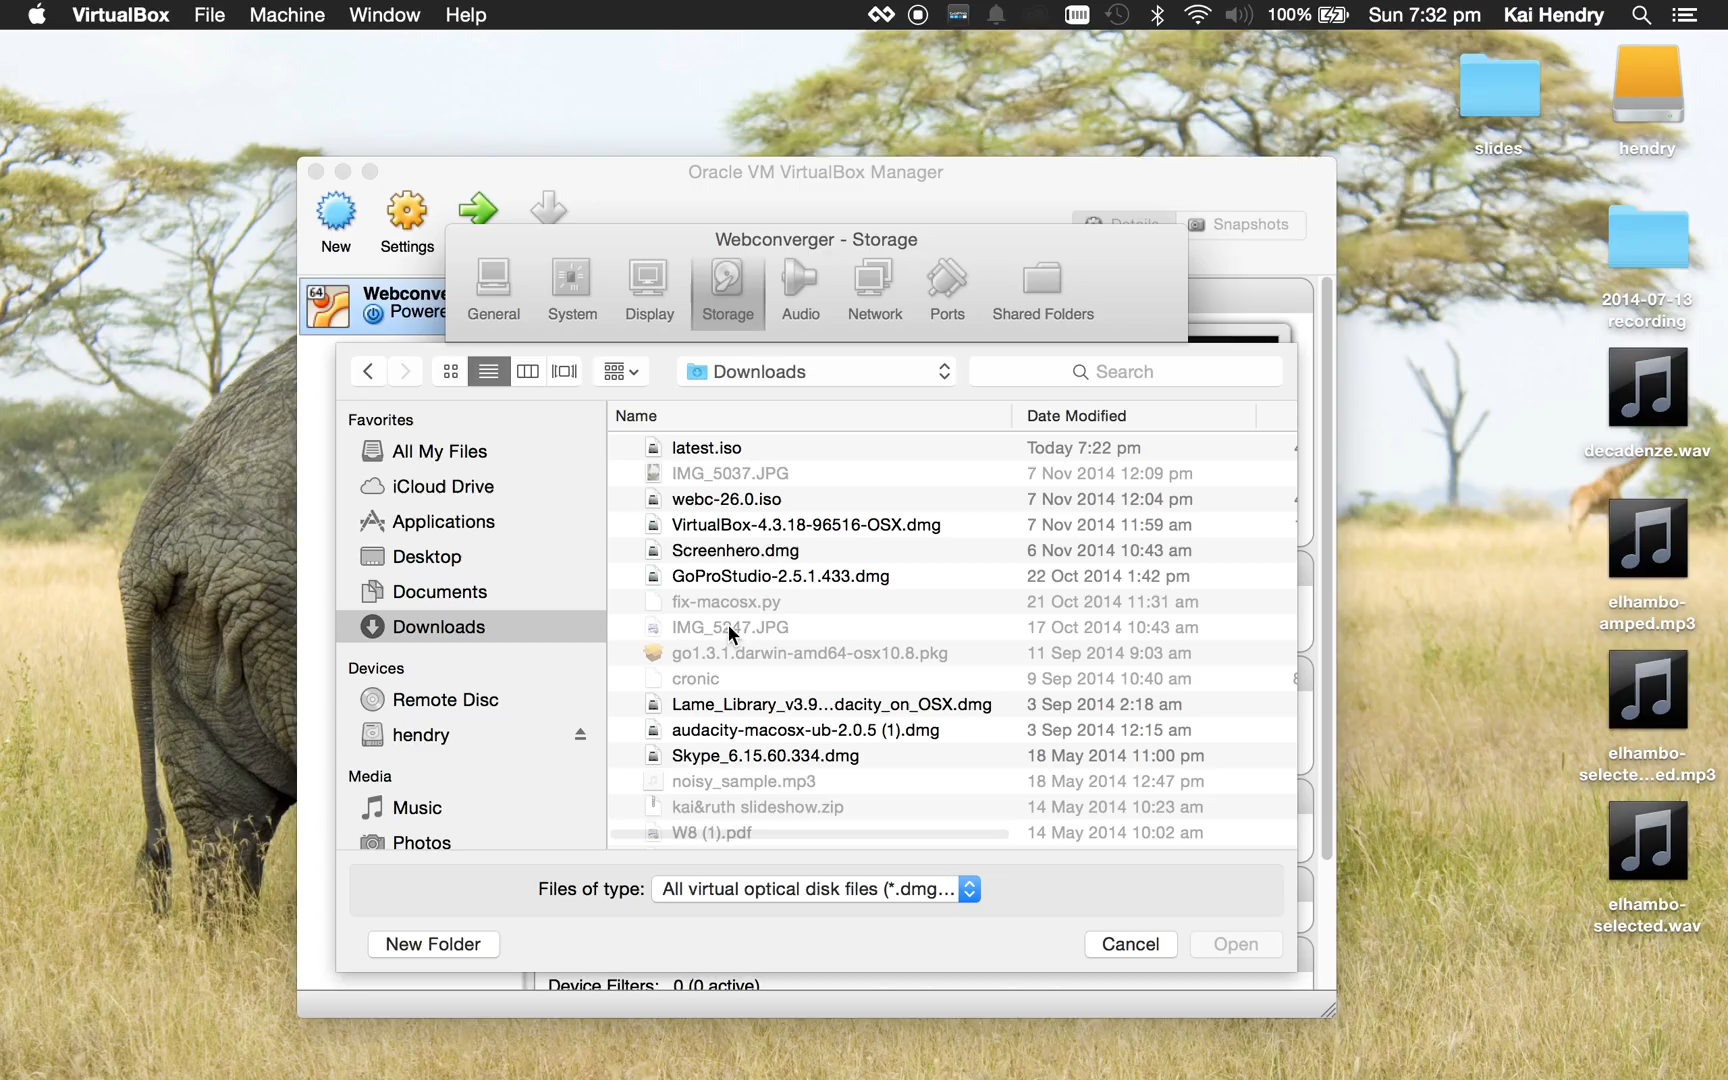 VirtualBox File Machine Window Help
100% Sun 7:32 pm Kai Hendry
slides
hendry
2014-07-13
recording
decadenze.wav
elhambo-
amped.mp3
elhambo-
selecte...ed.mp3
elhambo-
selected.wav
Oracle VM VirtualBox Manager
New
Settings
Details
Snapshots
64
Webconve
Powere
Webconverger - Storage
General
System
Display
Storage
Audio
Network
Ports
Shared Folders
Downloads
Search
Favorites
All My Files
iCloud Drive
Applications
Desktop
Documents
Downloads
Devices
Remote Disc
hendry
Media
Music
Photos
Name Date Modified
latest.iso Today 7:22 pm
IMG_5037.JPG 7 Nov 2014 12:09 pm
webc-26.0.iso 7 Nov 2014 12:04 pm
VirtualBox-4.3.18-96516-OSX.dmg 7 Nov 2014 11:59 am
Screenhero.dmg 6 Nov 2014 10:43 am
GoProStudio-2.5.1.433.dmg 22 Oct 2014 1:42 pm
fix-macosx.py 21 Oct 2014 11:31 am
IMG_5247.JPG 17 Oct 2014 10:43 am
go1.3.1.darwin-amd64-osx10.8.pkg 11 Sep 2014 9:03 am
cronic 9 Sep 2014 10:40 am
Lame_Library_v3.9...dacity_on_OSX.dmg 3 Sep 2014 2:18 am
audacity-macosx-ub-2.0.5 (1).dmg 3 Sep 2014 12:15 am
Skype_6.15.60.334.dmg 18 May 2014 11:00 pm
noisy_sample.mp3 18 May 2014 12:47 pm
kai&ruth slideshow.zip 14 May 2014 10:23 am
W8 (1).pdf 14 May 2014 10:02 am
Files of type: All virtual optical disk files (*.dmg...
New Folder
Cancel
Open
Device Filters: 0 (0 active)